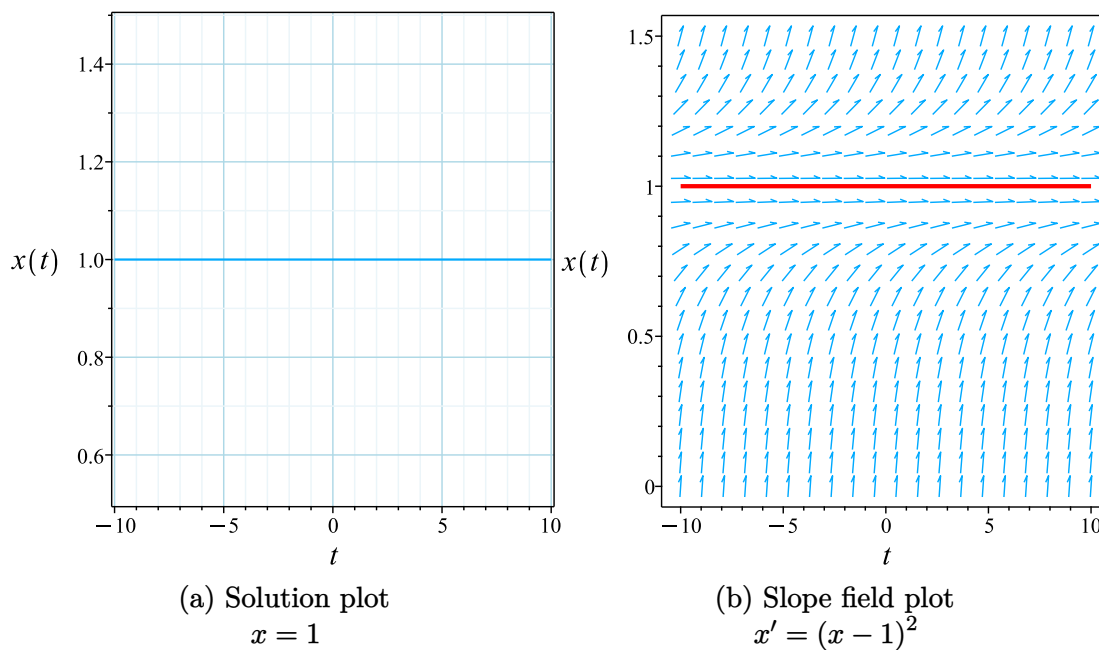 1.4
1.2
x(t)
1.0
0.8
0.6
−10
−5
0
5
10
t
(a) Solution plot
x = 1
1.5
1
x(t)
0.5
0
−10
−5
0
5
10
t
(b) Slope field plot
x′ = (x − 1)²